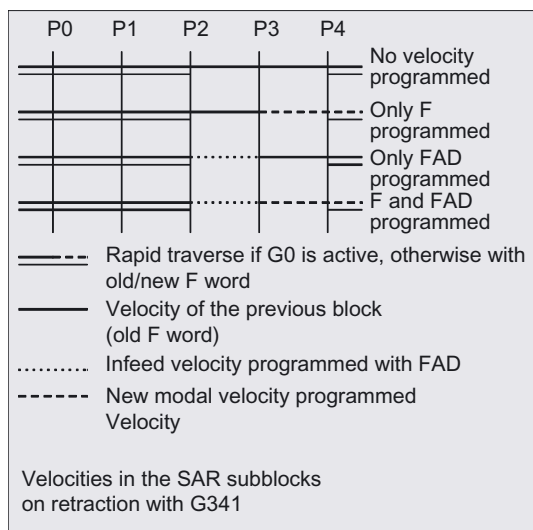 P0 P1 P2 P3 P4
No velocity
programmed
Only F
programmed
Only FAD
programmed
F and FAD
programmed
Rapid traverse if G0 is active, otherwise with
old/new F word
Velocity of the previous block
(old F word)
Infeed velocity programmed with FAD
New modal velocity programmed
Velocity
Velocities in the SAR subblocks
on retraction with G341